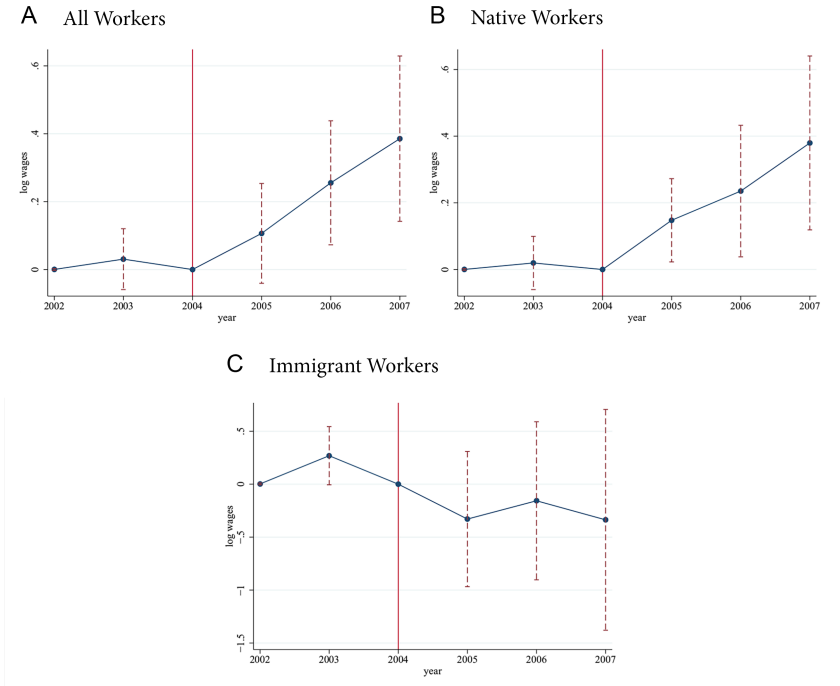 A All Workers
log wages
.6
.4
.2
0
2002 2003 2004 2005 2006 2007
year
B Native Workers
log wages
.6
.4
.2
0
2002 2003 2004 2005 2006 2007
year
C Immigrant Workers
log wages
.5
0
-.5
-1
-1.5
2002 2003 2004 2005 2006 2007
year